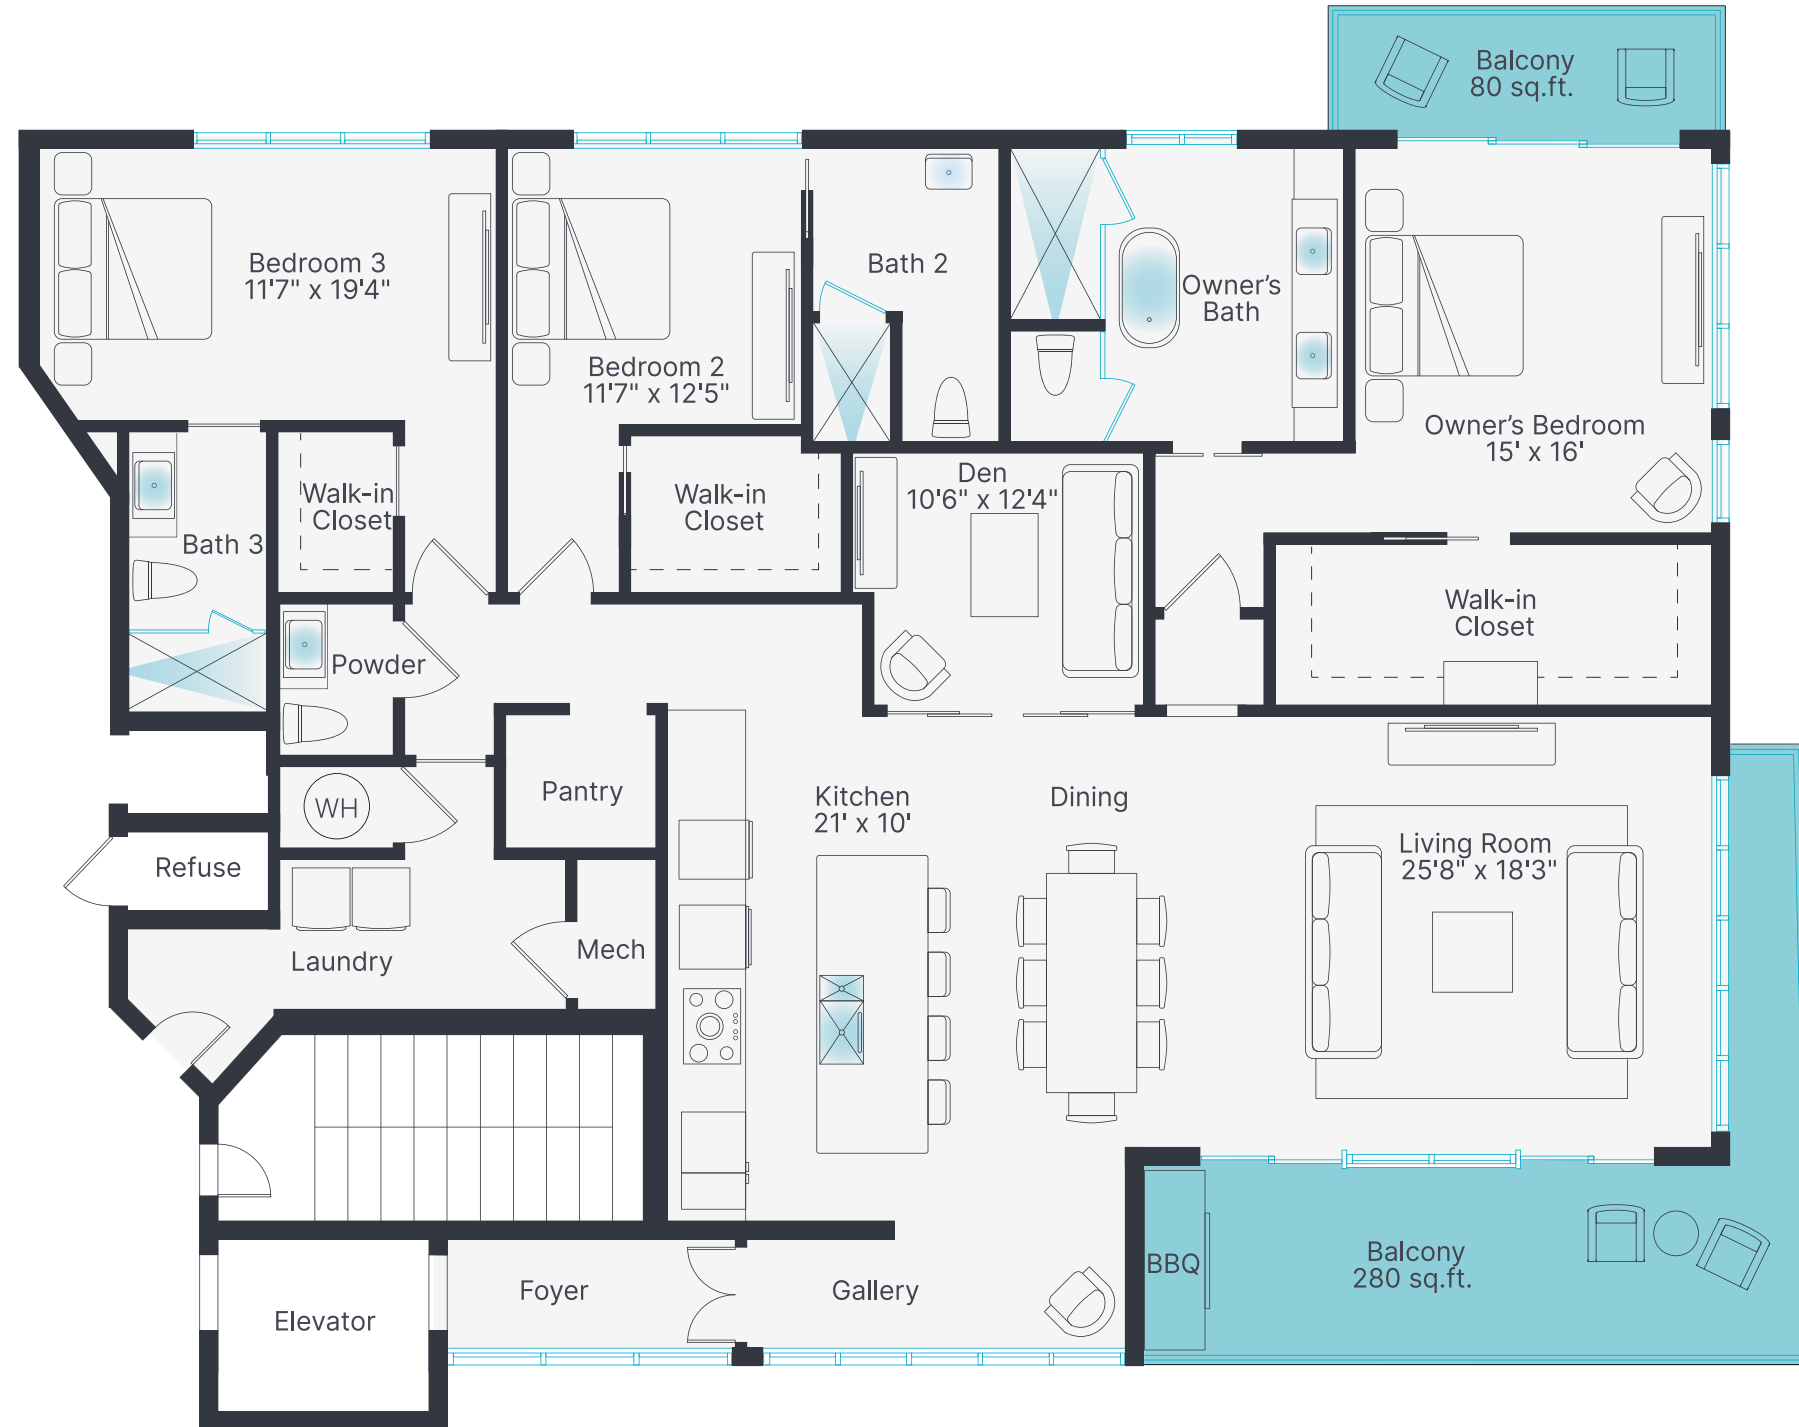 Balcony
80 sq.ft.
Bedroom 3
11'7" x 19'4"
Bath 2
Owner’s
Bath
Bedroom 2
11'7" x 12'5"
Owner’s Bedroom
15' x 16'
Den
10'6" x 12'4"
Walk-in
Closet
Walk-in
Closet
Bath 3
Walk-in
Closet
Powder
Pantry
WH
Kitchen
21' x 10'
Dining
Living Room
25'8" x 18'3"
Refuse
Laundry
Mech
Balcony
280 sq.ft.
BBQ
Foyer
Gallery
Elevator